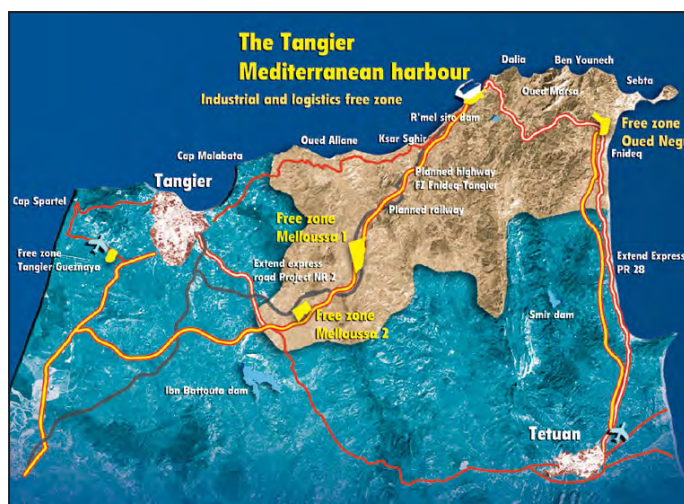 The Tangier
Mediterranean harbour
Industrial and logistics free zone
Dalia
Ben Younech
Sebta
Oued Marsa
R'mel site dam
Free zone
Oued Negr
Fnideq
Oued Aliane
Ksar Sghir
Cap Malabata
Planned highway
FZ Fnideq-Tangier
Tangier
Cap Spartel
Planned railway
Free zone
Melloussa 1
Free zone
Tangier Gueznaya
Extend express
road Project NR 2
Extend Express
PR 28
Free zone
Melloussa 2
Smir dam
Ibn Battouta dam
Tetuan